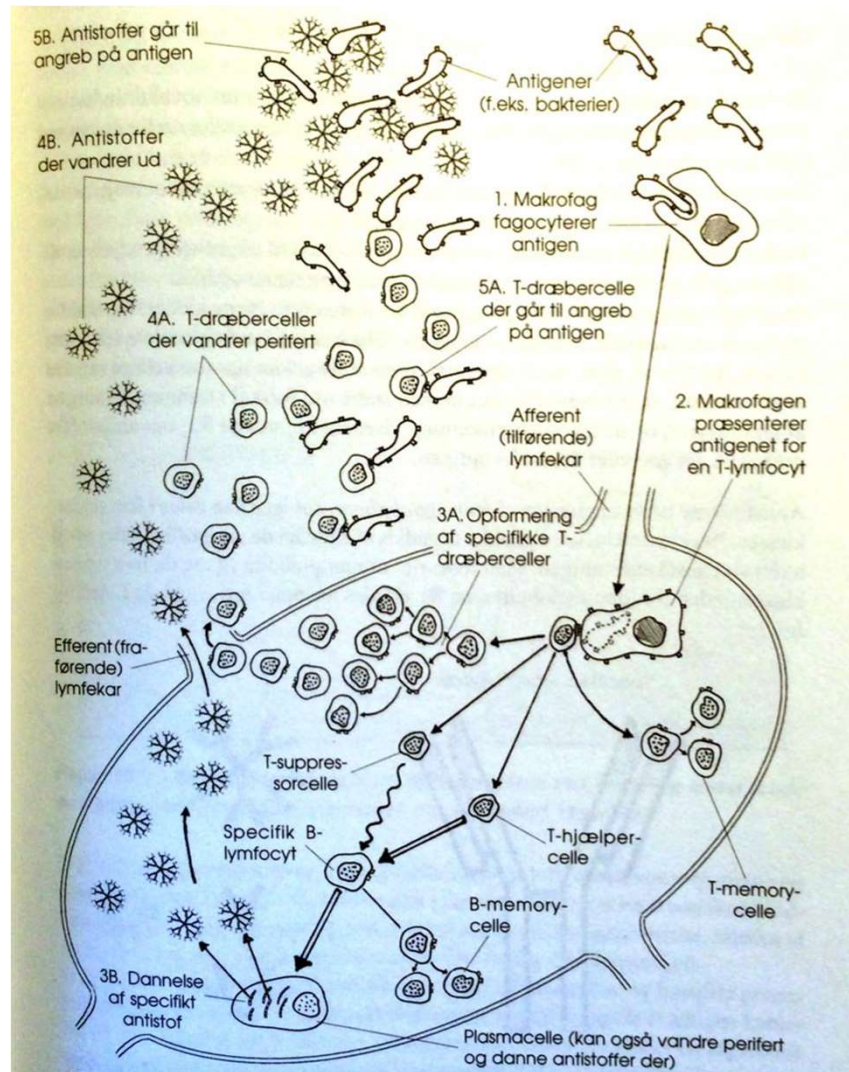 5B. Antistoffer går til
angreb på antigen
Antigener
(f.eks. bakterier)
4B. Antistoffer
der vandrer ud
1. Makrofag
fagocyterer
antigen
5A. T-dræbercelle
der går til angreb
på antigen
4A. T-dræberceller
der vandrer perifert
2. Makrofagen
præsenterer
antigenet for
en T-lymfocyt
Afferent
(tilførende)
lymfekar
3A. Opformering
af specifikke T-
dræberceller
Efferent (fra-
førende)
lymfekar
T-suppres-
sorcelle
Specifik B-
lymfocyt
T-hjælper-
celle
T-memory-
celle
B-memory-
celle
3B. Dannelse
af specifikt
antistof
Plasmacelle (kan også vandre perifert
og danne antistoffer der)